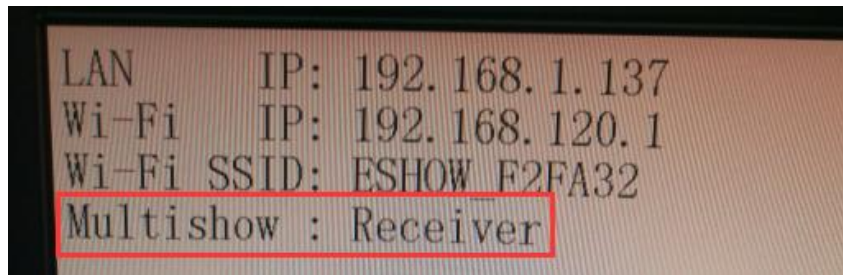 LAN IP: 192.168.1.137
Wi-Fi IP: 192.168.120.1
Wi-Fi SSID: ESHOW_F2FA32
Multishow : Receiver